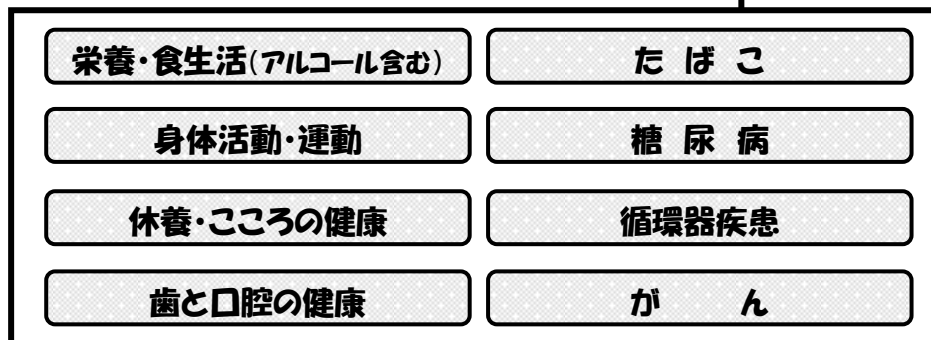 栄養・食生活(アルコール含む)
たばこ
身体活動・運動
糖尿病
休養・こころの健康
循環器疾患
歯と口腔の健康
がん